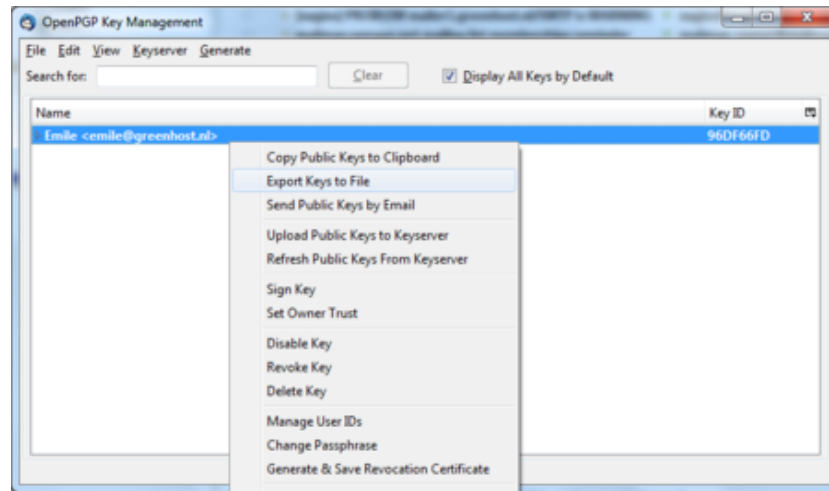 OpenPGP Key Management
File Edit View Keyserver Generate
Search for: Clear Display All Keys by Default
Name Key ID
Emile <emile@greenhost.nl> 96DF66FD
Copy Public Keys to Clipboard
Export Keys to File
Send Public Keys by Email
Upload Public Keys to Keyserver
Refresh Public Keys From Keyserver
Sign Key
Set Owner Trust
Disable Key
Revoke Key
Delete Key
Manage User IDs
Change Passphrase
Generate & Save Revocation Certificate